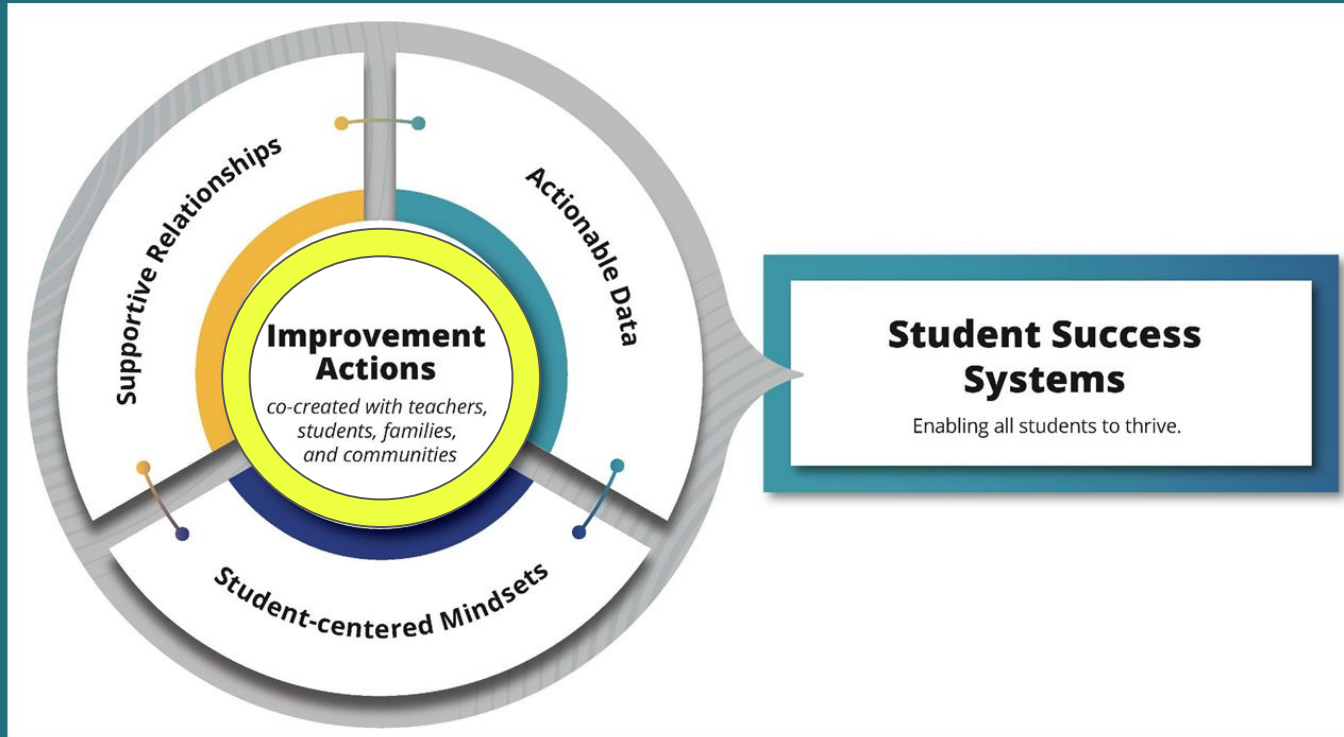 Supportive Relationships
Actionable Data
Improvement
Actions
co-created with teachers,
students, families,
and communities
Student-centered Mindsets
Student Success
Systems
Enabling all students to thrive.